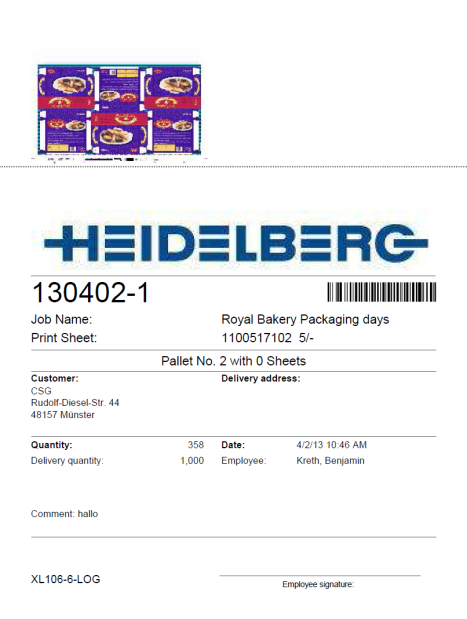 HEIDELBERG
130402-1
Job Name: Royal Bakery Packaging days
Print Sheet: 1100517102 5/-
Pallet No. 2 with 0 Sheets
Customer: Delivery address:
CSG
Rudolf-Diesel-Str. 44
48157 Münster
Quantity: 358 Date: 4/2/13 10:46 AM
Delivery quantity: 1,000 Employee: Kreth, Benjamin
Comment: hallo
XL106-6-LOG
Employee signature: